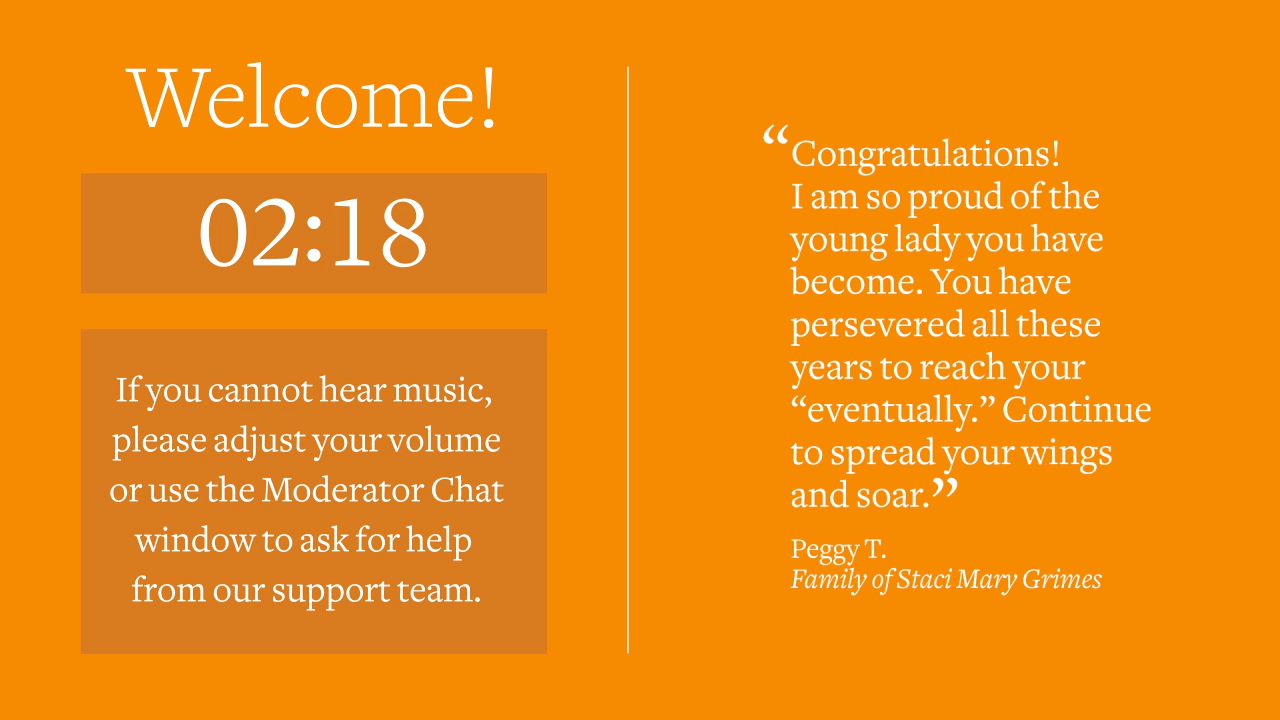 Welcome!
02:18
If you cannot hear music,
please adjust your volume
or use the Moderator Chat
window to ask for help
from our support team.
“Congratulations!
I am so proud of the
young lady you have
become. You have
persevered all these
years to reach your
“eventually.” Continue
to spread your wings
and soar.”
Peggy T.
Family of Staci Mary Grimes